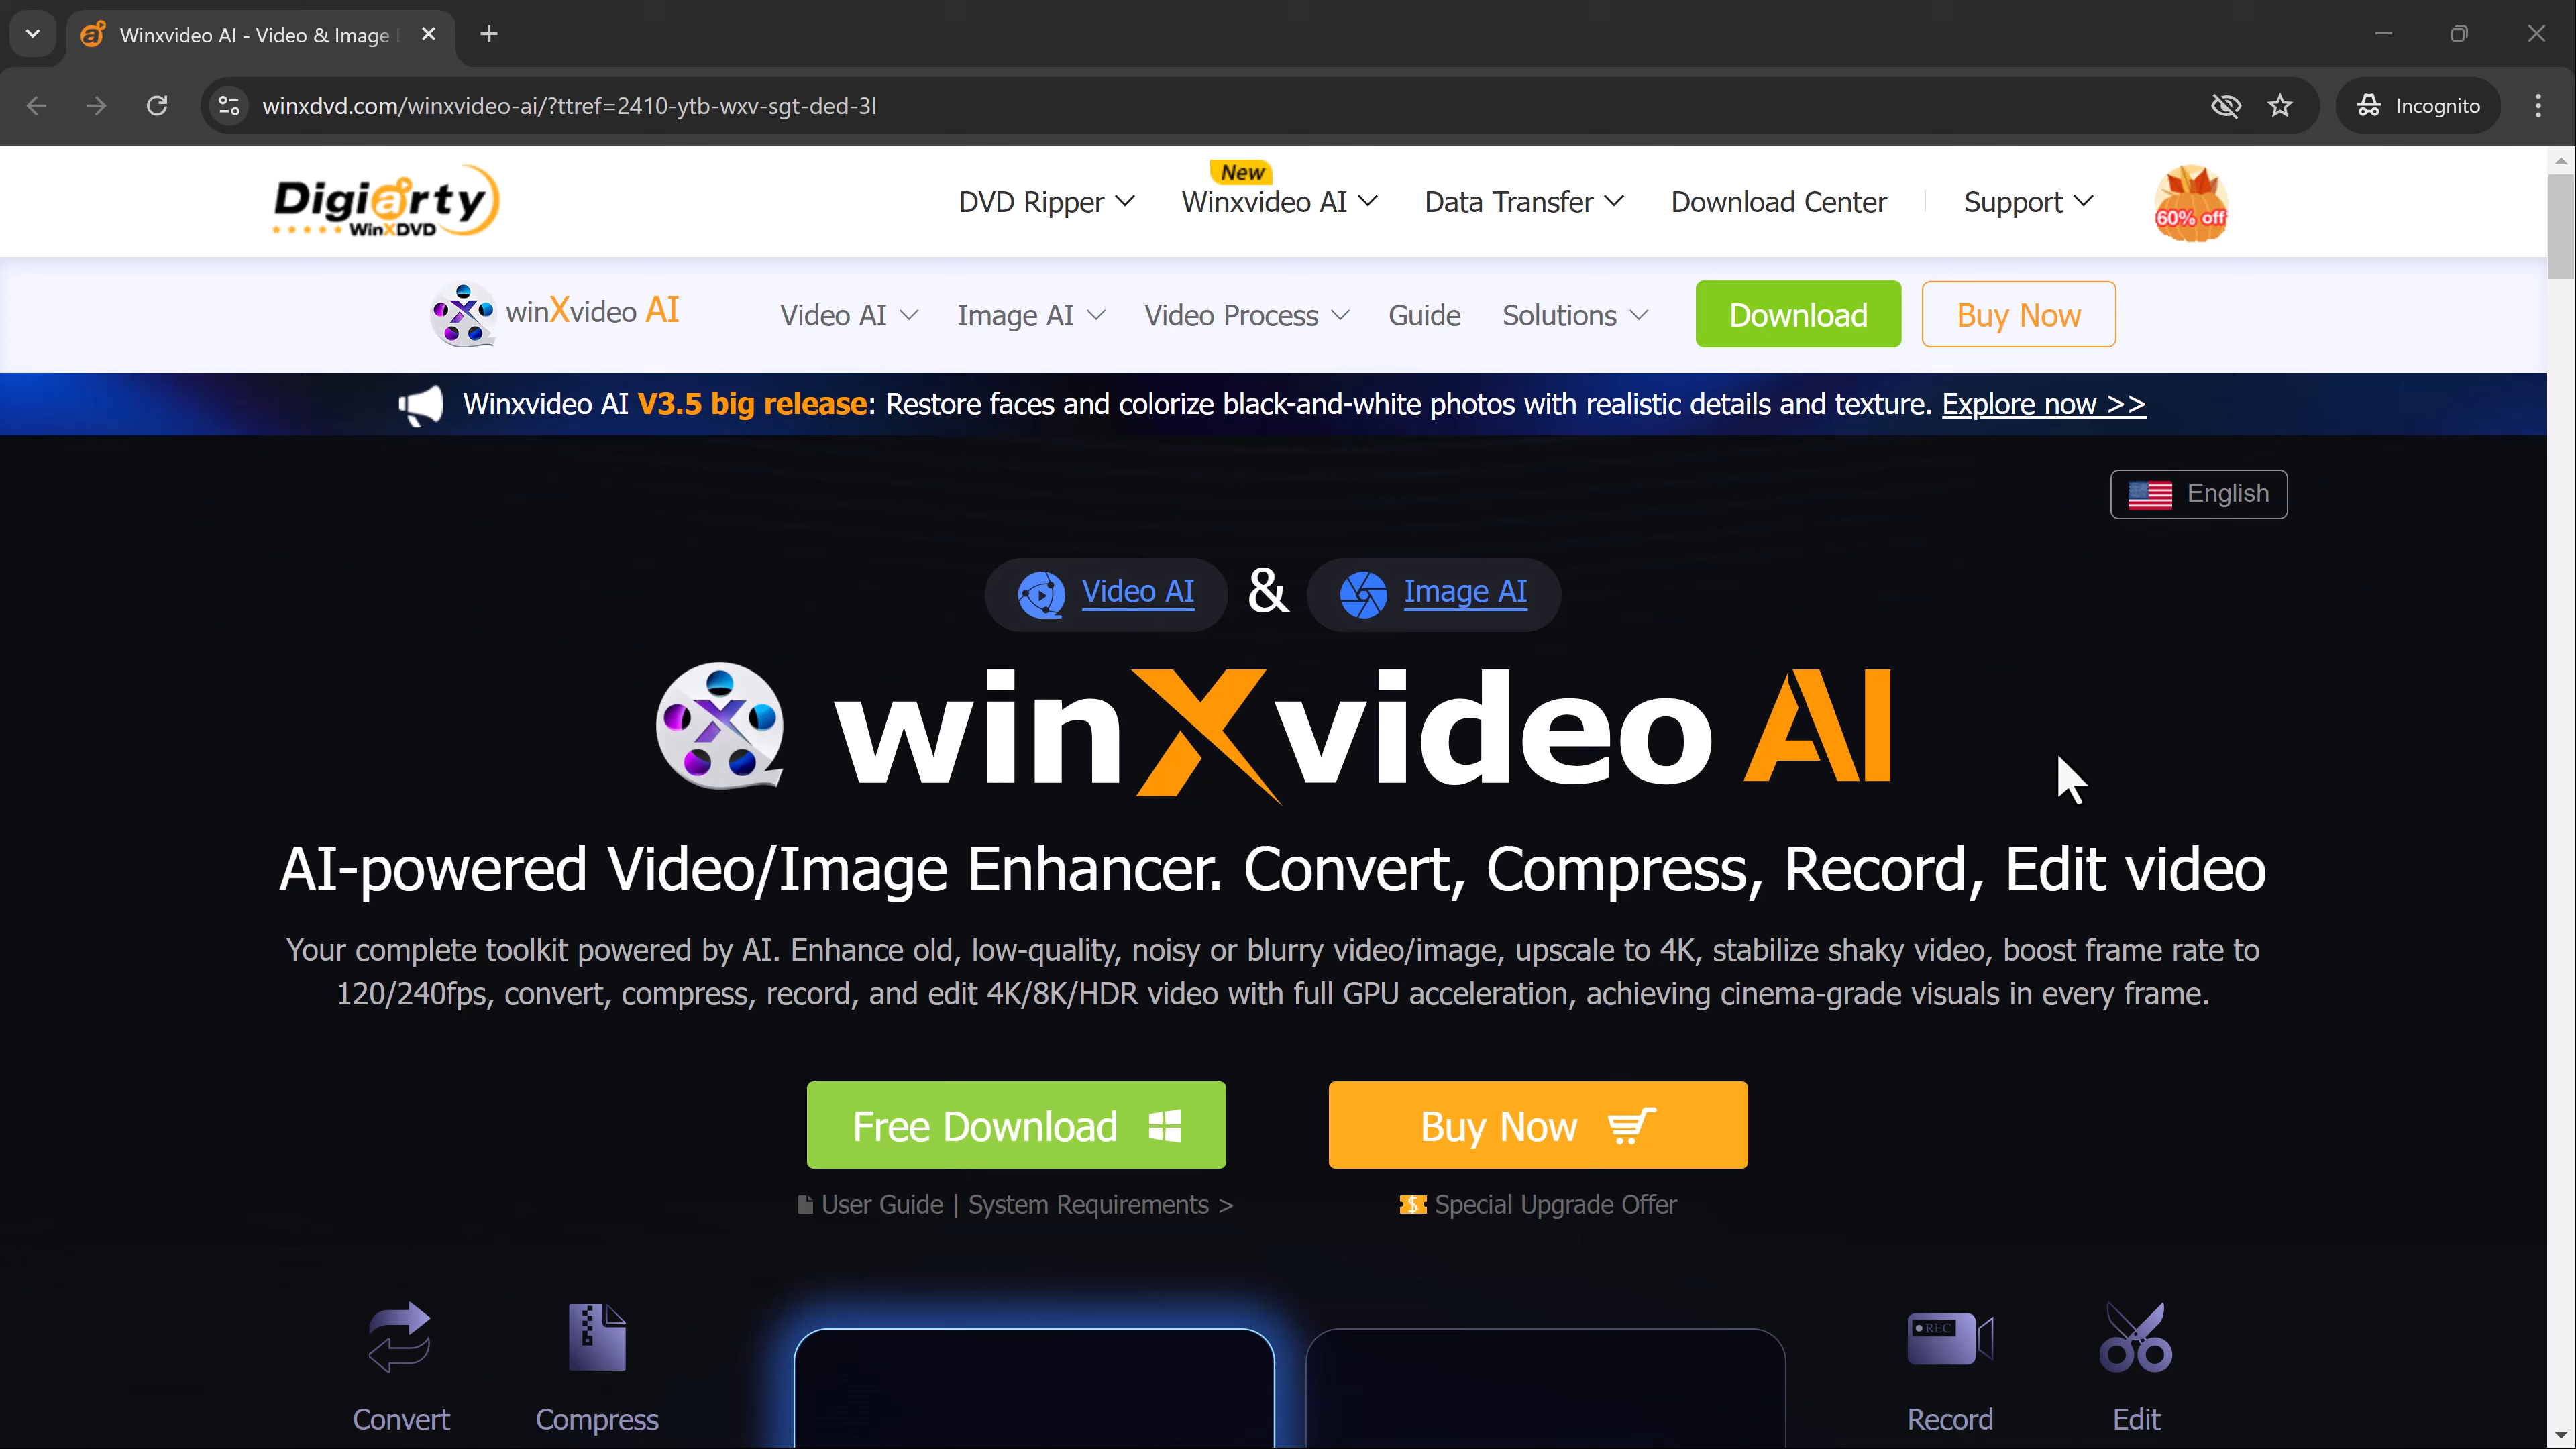 Winxvideo AI - Video & Image
winxdvd.com/winxvideo-ai/?ttref=2410-ytb-wxv-sgt-ded-3l
Incognito
Digiarty
WinXDVD
DVD Ripper
New
Winxvideo AI
Data Transfer
Download Center
Support
60% off
winXvideo AI
Video AI
Image AI
Video Process
Guide
Solutions
Download
Buy Now
Winxvideo AI V3.5 big release: Restore faces and colorize black-and-white photos with realistic details and texture. Explore now >>
English
Video AI & Image AI
winXvideo AI
AI-powered Video/Image Enhancer. Convert, Compress, Record, Edit video
Your complete toolkit powered by AI. Enhance old, low-quality, noisy or blurry video/image, upscale to 4K, stabilize shaky video, boost frame rate to
120/240fps, convert, compress, record, and edit 4K/8K/HDR video with full GPU acceleration, achieving cinema-grade visuals in every frame.
Free Download
Buy Now
User Guide | System Requirements >
Special Upgrade Offer
REC
Convert
Compress
Record
Edit